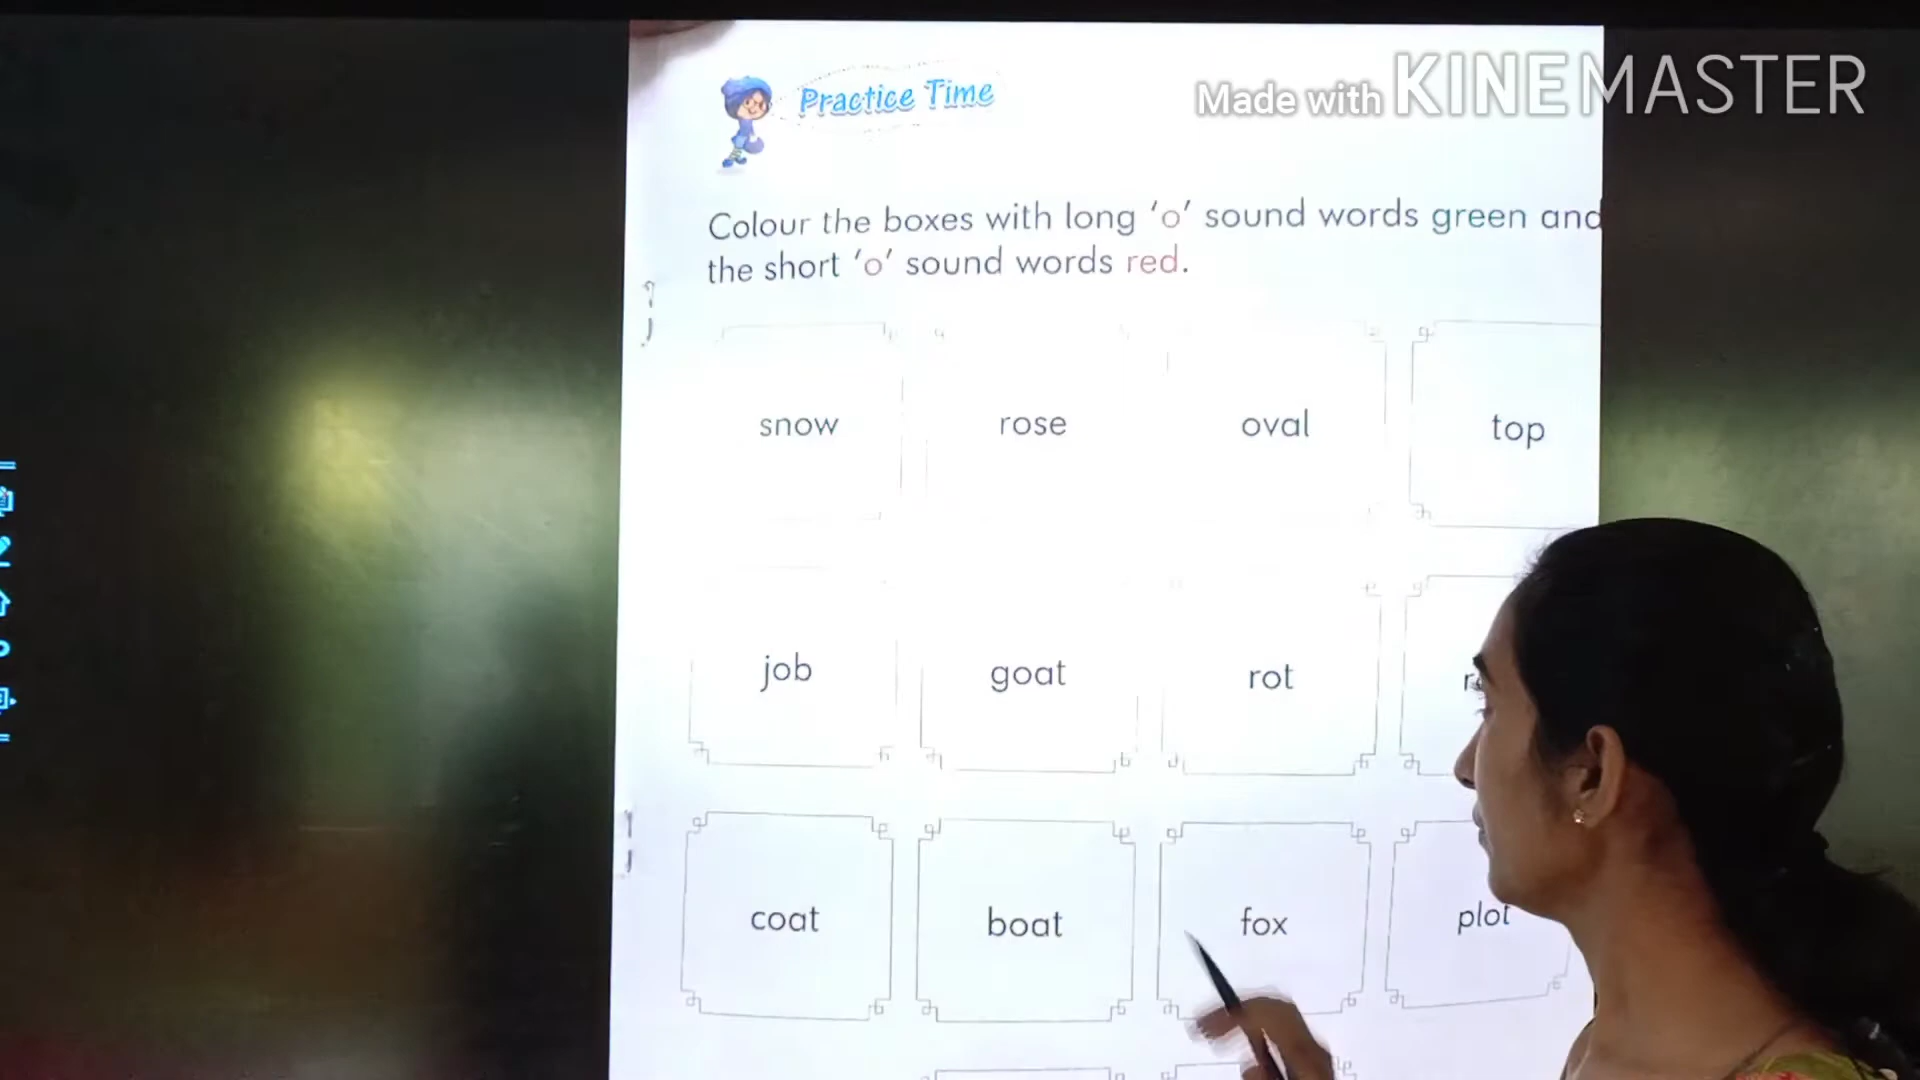 Practice Time
Made with KINEMASTER
Colour the boxes with long 'o' sound words green and
the short 'o' sound words red.
snow rose oval top
job goat rot
coat boat fox plot